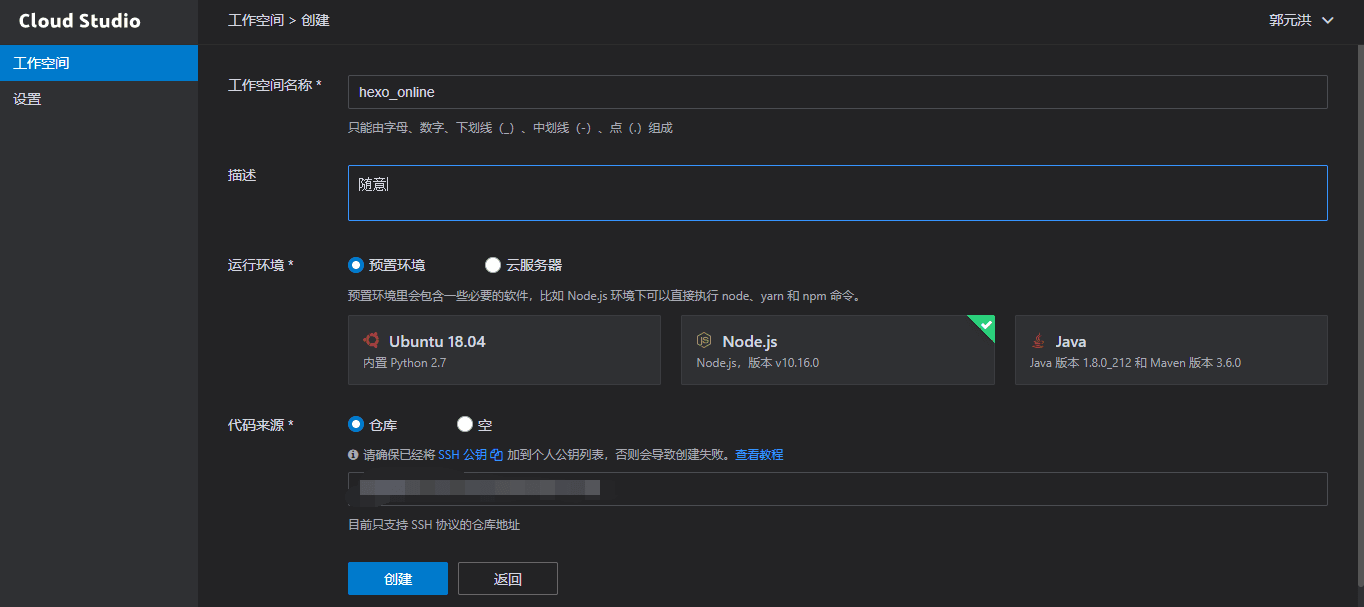 Cloud Studio
工作空间 > 创建
郭元洪
工作空间
设置
工作空间名称 *
hexo_online
只能由字母、数字、下划线（_）、中划线（-）、点（.）组成
描述
随意
运行环境 *
预置环境
云服务器
预置环境里会包含一些必要的软件，比如 Node.js 环境下可以直接执行 node、yarn 和 npm 命令。
Ubuntu 18.04
内置 Python 2.7
Node.js
Node.js，版本 v10.16.0
Java
Java 版本 1.8.0_212 和 Maven 版本 3.6.0
代码来源 *
仓库
空
请确保已经将 SSH 公钥 加到个人公钥列表，否则会导致创建失败。查看教程
目前只支持 SSH 协议的仓库地址
创建
返回